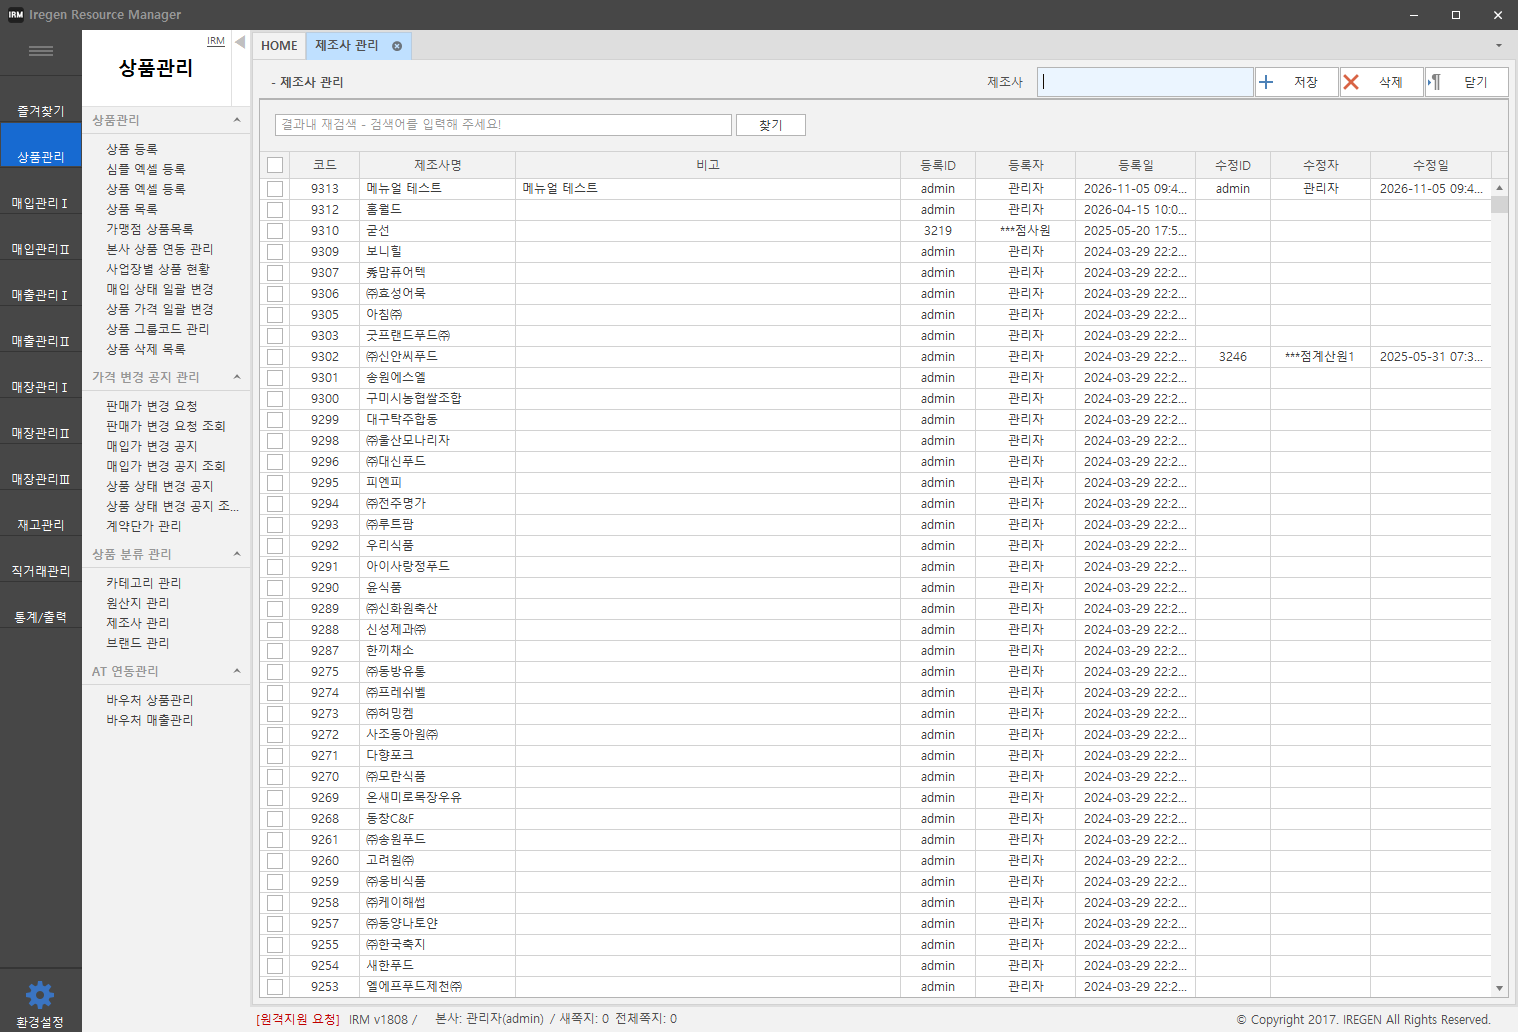 IRM Iregen Resource Manager
즐겨찾기
상품관리
매입관리Ⅰ
매입관리Ⅱ
매출관리Ⅰ
매출관리Ⅱ
매장관리Ⅰ
매장관리Ⅱ
매장관리Ⅲ
재고관리
직거래관리
통계/출력
환경설정
IRM
상품관리
상품관리
상품 등록
심플 엑셀 등록
상품 엑셀 등록
상품 목록
가맹점 상품목록
본사 상품 연동 관리
사업장별 상품 현황
매입 상태 일괄 변경
상품 가격 일괄 변경
상품 그룹코드 관리
상품 삭제 목록
가격 변경 공지 관리
판매가 변경 요청
판매가 변경 요청 조회
매입가 변경 공지
매입가 변경 공지 조회
상품 상태 변경 공지
상품 상태 변경 공지 조...
계약단가 관리
상품 분류 관리
카테고리 관리
원산지 관리
제조사 관리
브랜드 관리
AT 연동관리
바우처 상품관리
바우처 매출관리
HOME 제조사 관리
- 제조사 관리 제조사 저장 삭제 닫기
결과내 재검색 - 검색어를 입력해 주세요! 찾기
코드 제조사명 비고 등록ID 등록자 등록일 수정ID 수정자 수정일
9313 메뉴얼 테스트 메뉴얼 테스트 admin 관리자 2026-11-05 09:4... admin 관리자 2026-11-05 09:4...
9312 홈월드 admin 관리자 2026-04-15 10:0...
9310 굳선 3219 ***점사원 2025-05-20 17:5...
9309 보니힐 admin 관리자 2024-03-29 22:2...
9307 秀맘퓨어텍 admin 관리자 2024-03-29 22:2...
9306 ㈜효성어묵 admin 관리자 2024-03-29 22:2...
9305 아침㈜ admin 관리자 2024-03-29 22:2...
9303 굿프랜드푸드㈜ admin 관리자 2024-03-29 22:2...
9302 ㈜신안씨푸드 admin 관리자 2024-03-29 22:2... 3246 ***점계산원1 2025-05-31 07:3...
9301 송원에스엘 admin 관리자 2024-03-29 22:2...
9300 구미시농협쌀조합 admin 관리자 2024-03-29 22:2...
9299 대구탁주합동 admin 관리자 2024-03-29 22:2...
9298 ㈜울산모나리자 admin 관리자 2024-03-29 22:2...
9296 ㈜대신푸드 admin 관리자 2024-03-29 22:2...
9295 피엔피 admin 관리자 2024-03-29 22:2...
9294 ㈜전주명가 admin 관리자 2024-03-29 22:2...
9293 ㈜루트팜 admin 관리자 2024-03-29 22:2...
9292 우리식품 admin 관리자 2024-03-29 22:2...
9291 아이사랑정푸드 admin 관리자 2024-03-29 22:2...
9290 윤식품 admin 관리자 2024-03-29 22:2...
9289 ㈜신화원축산 admin 관리자 2024-03-29 22:2...
9288 신성제과㈜ admin 관리자 2024-03-29 22:2...
9287 한끼채소 admin 관리자 2024-03-29 22:2...
9275 ㈜동방유통 admin 관리자 2024-03-29 22:2...
9274 ㈜프레쉬벨 admin 관리자 2024-03-29 22:2...
9273 ㈜허밍켐 admin 관리자 2024-03-29 22:2...
9272 사조동아원㈜ admin 관리자 2024-03-29 22:2...
9271 다향포크 admin 관리자 2024-03-29 22:2...
9270 ㈜모란식품 admin 관리자 2024-03-29 22:2...
9269 온새미로목장우유 admin 관리자 2024-03-29 22:2...
9268 동창C&F admin 관리자 2024-03-29 22:2...
9261 ㈜송원푸드 admin 관리자 2024-03-29 22:2...
9260 고려원㈜ admin 관리자 2024-03-29 22:2...
9259 ㈜웅비식품 admin 관리자 2024-03-29 22:2...
9258 ㈜케이해썹 admin 관리자 2024-03-29 22:2...
9257 ㈜동양나토얀 admin 관리자 2024-03-29 22:2...
9255 ㈜한국축지 admin 관리자 2024-03-29 22:2...
9254 새한푸드 admin 관리자 2024-03-29 22:2...
9253 엘에프푸드제천㈜ admin 관리자 2024-03-29 22:2...
[원격지원 요청] IRM v1808 / 본사: 관리자(admin) / 새쪽지: 0 전체쪽지: 0 © Copyright 2017. IREGEN All Rights Reserved.